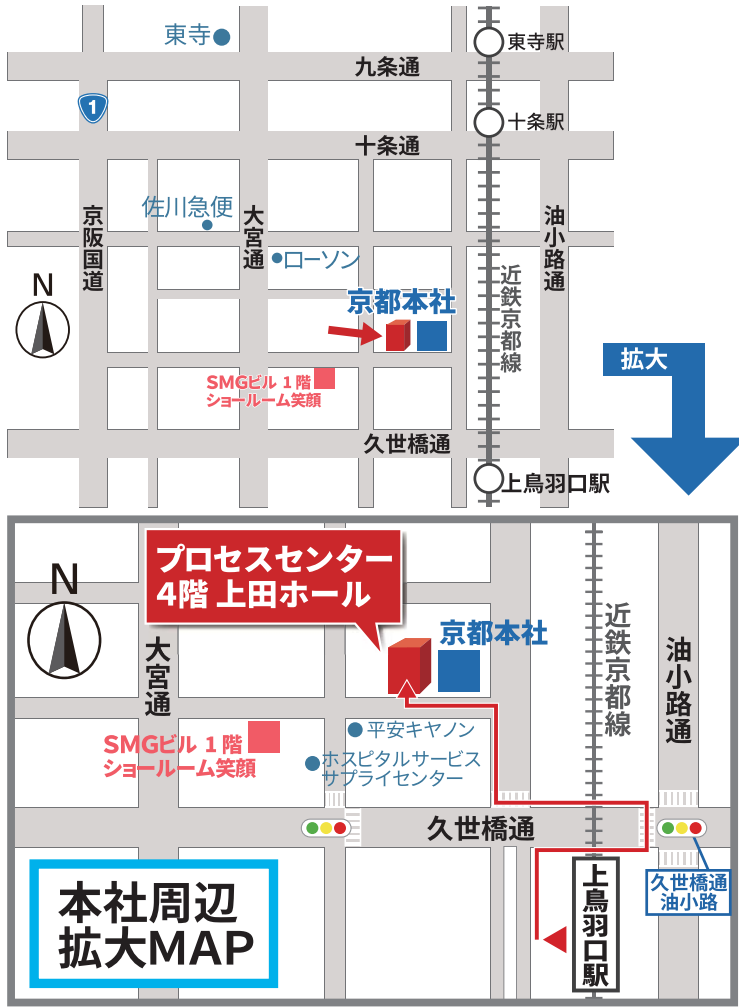 東寺
東寺駅
九条通
1
十条駅
十条通
佐川急便
京阪国道
大宮通
油小路通
ローソン
近鉄京都線
N
京都本社
拡大
SMGビル 1階
ショールーム笑顔
久世橋通
上鳥羽口駅
プロセスセンター
4階 上田ホール
N
京都本社
近鉄京都線
大宮通
油小路通
平安キヤノン
SMGビル 1階
ショールーム笑顔
ホスピタルサービス
サプライセンター
久世橋通
上鳥羽口駅
久世橋通
油小路
本社周辺
拡大MAP